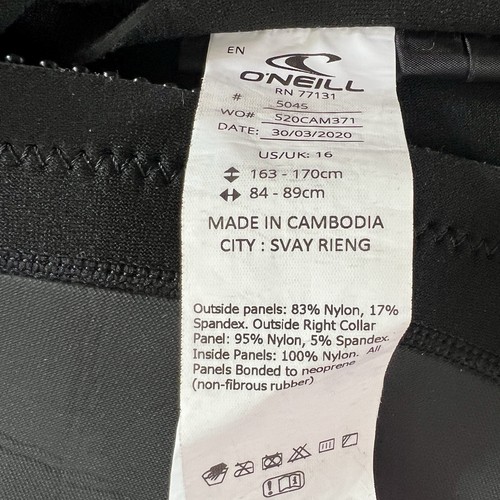 EN
O'NEILL
RN 77131
# 5045
WO# S20CAM371
DATE: 30/03/2020
US/UK: 16
163 - 170cm
84 - 89cm
MADE IN CAMBODIA
CITY : SVAY RIENG
Outside panels: 83% Nylon, 17%
Spandex. Outside Right Collar
Panel: 95% Nylon, 5% Spandex.
Inside Panels: 100% Nylon. All
Panels Bonded to neoprene
(non-fibrous rubber)